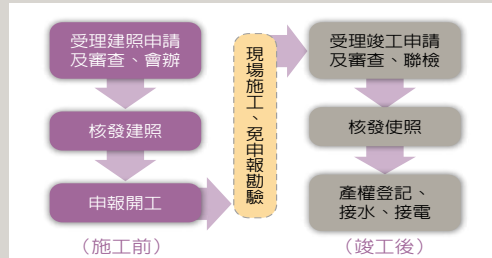 受理建照申請
及審查、會辦
核發建照
申報開工
（施工前）
現場施工、免申報勘驗
受理竣工申請
及審查、聯檢
核發使照
產權登記、
接水、接電
（竣工後）